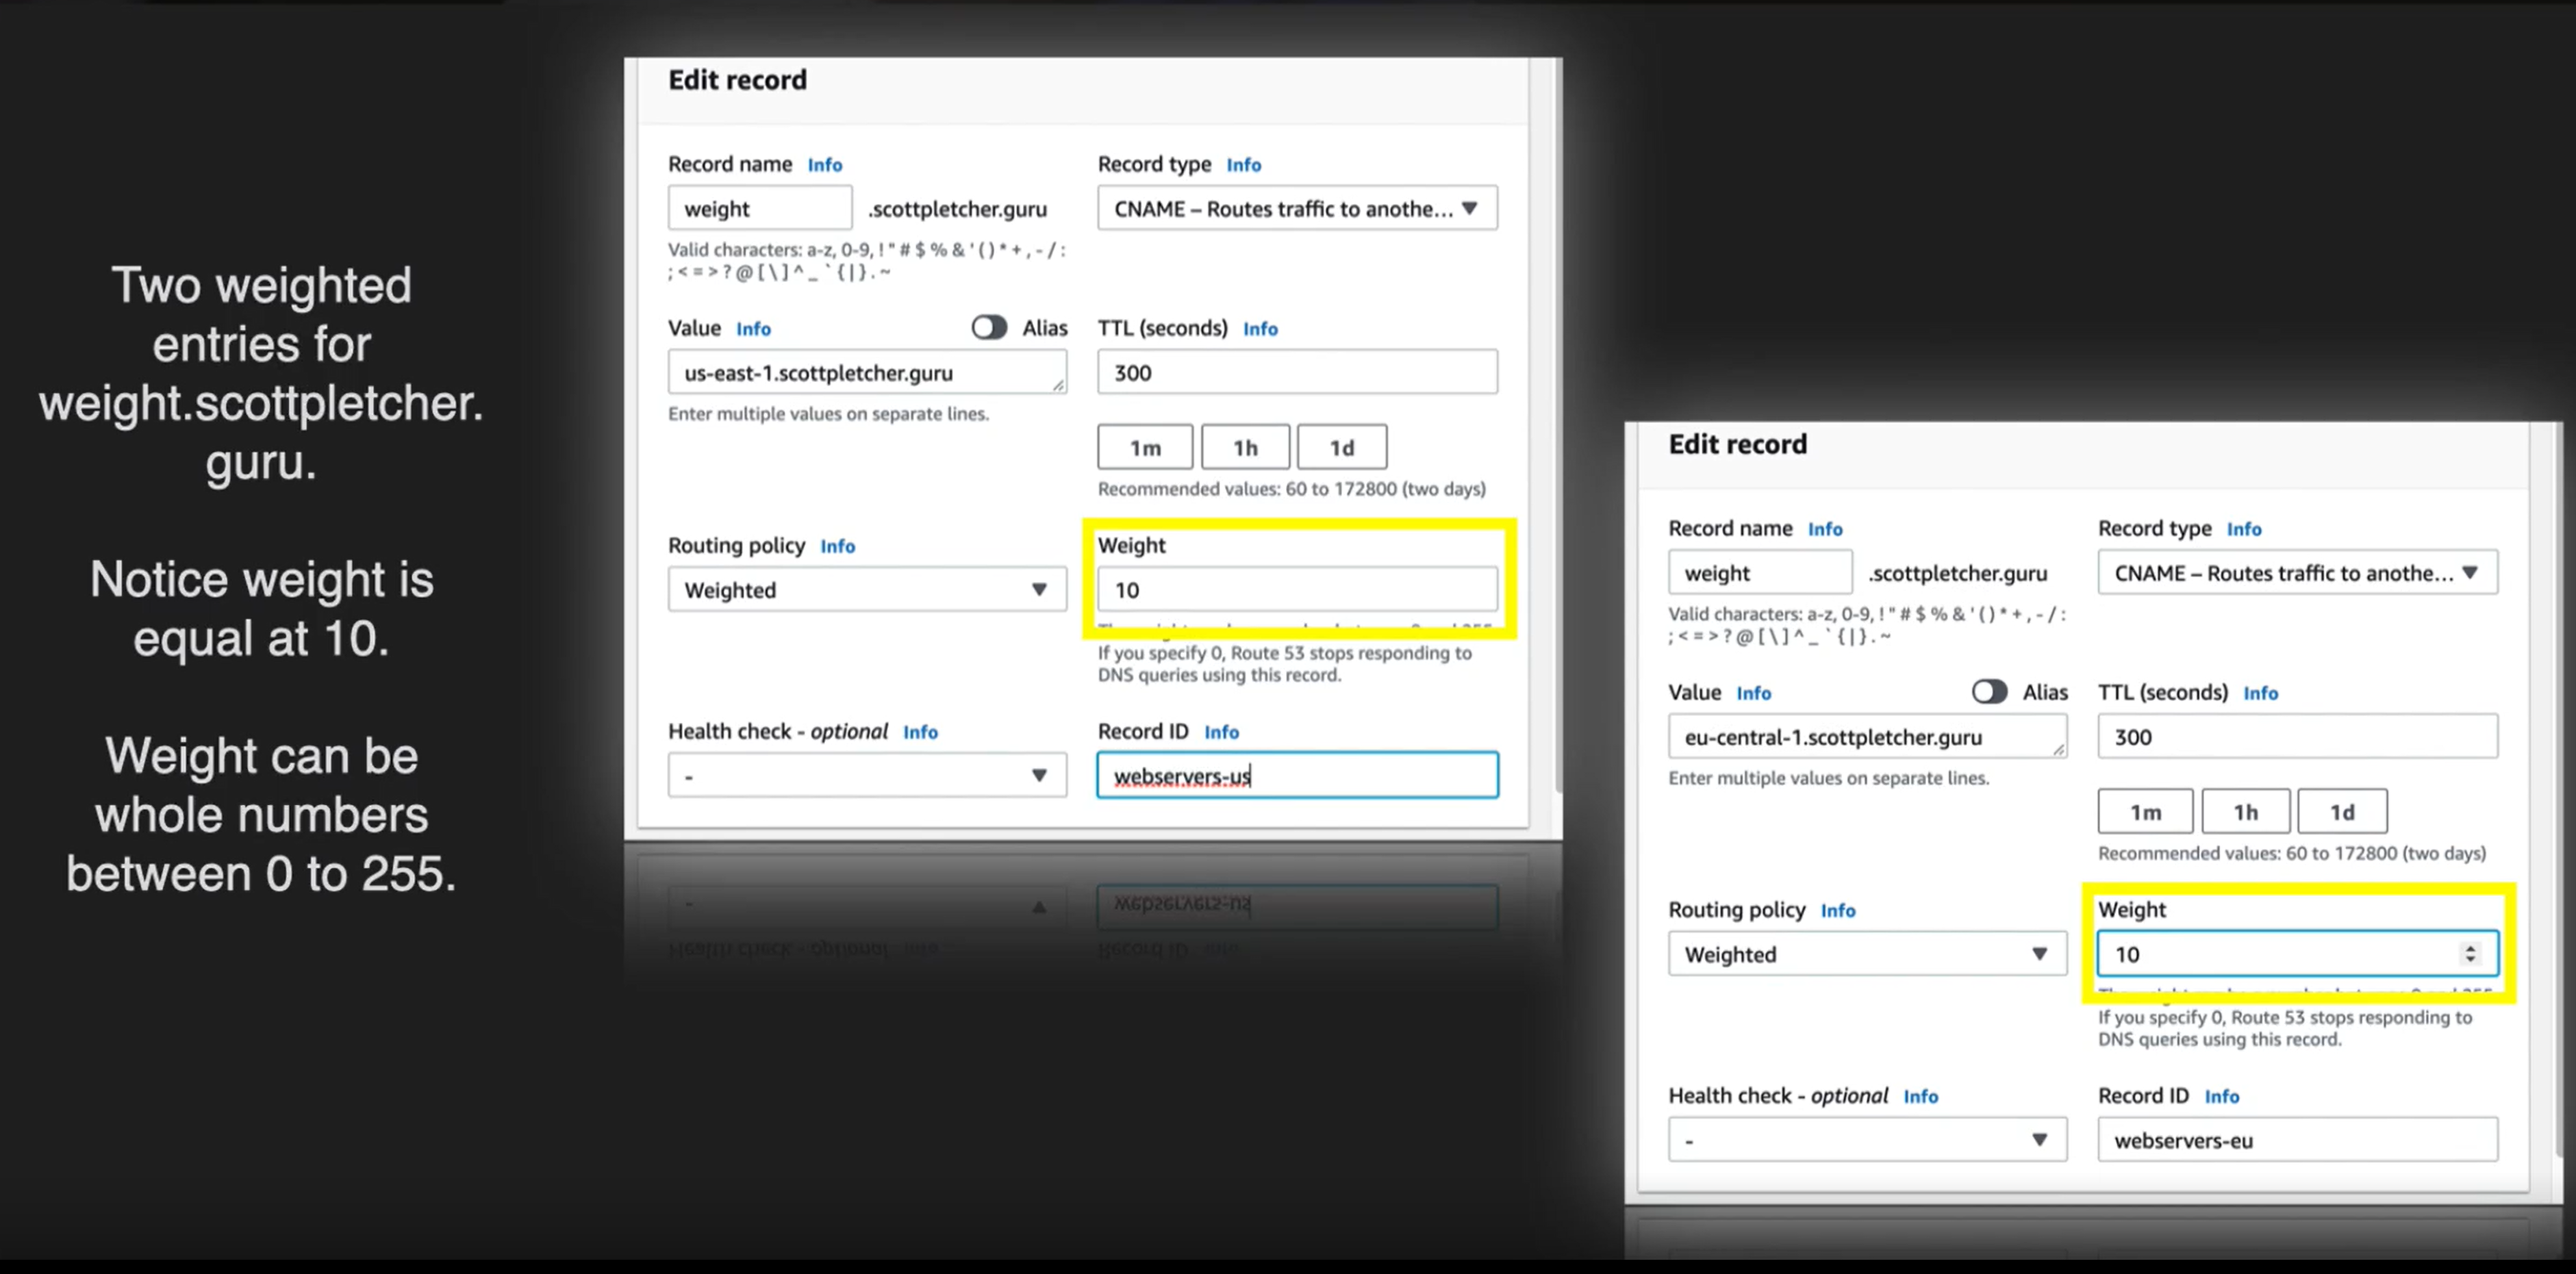 Two weighted
entries for
weight.scottpletcher.
guru.
Notice weight is
equal at 10.
Weight can be
whole numbers
between 0 to 255.
Edit record
Record name Info
weight .scottpletcher.guru
Valid characters: a-z, 0-9, ! " # $ % & ' ( ) * + , - / :
; < = > ? @ [ \ ] ^ _ ` { | } . ~
Record type Info
CNAME – Routes traffic to anothe...
Value Info Alias
us-east-1.scottpletcher.guru
Enter multiple values on separate lines.
TTL (seconds) Info
300
1m 1h 1d
Recommended values: 60 to 172800 (two days)
Routing policy Info
Weighted
Weight
10
If you specify 0, Route 53 stops responding to
DNS queries using this record.
Health check - optional Info
-
Record ID Info
webservers-us
Edit record
Record name Info
weight .scottpletcher.guru
Valid characters: a-z, 0-9, ! " # $ % & ' ( ) * + , - / :
; < = > ? @ [ \ ] ^ _ ` { | } . ~
Record type Info
CNAME – Routes traffic to anothe...
Value Info Alias
eu-central-1.scottpletcher.guru
Enter multiple values on separate lines.
TTL (seconds) Info
300
1m 1h 1d
Recommended values: 60 to 172800 (two days)
Routing policy Info
Weighted
Weight
10
If you specify 0, Route 53 stops responding to
DNS queries using this record.
Health check - optional Info
-
Record ID Info
webservers-eu